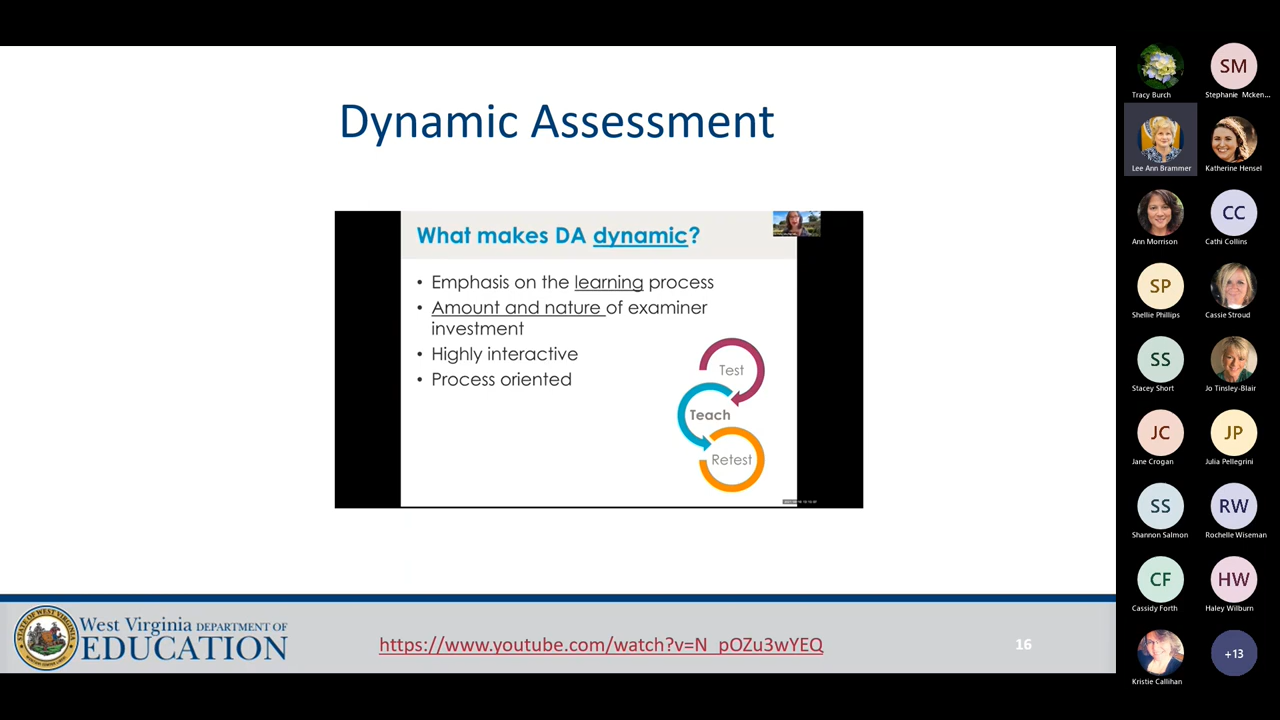 Dynamic Assessment
What makes DA dynamic?
• Emphasis on the learning process
• Amount and nature of examiner
investment
• Highly interactive
• Process oriented
Test
Teach
Retest
West Virginia DEPARTMENT OF
EDUCATION
https://www.youtube.com/watch?v=N_pOZu3wYEQ
16
Tracy Burch
SM
Stephanie Mcken...
Lee Ann Brammer
Katherine Hensel
Ann Morrison
CC
Cathi Collins
SP
Shellie Phillips
Cassie Stroud
SS
Stacey Short
Jo Tinsley-Blair
JC
Jane Crogan
JP
Julia Pellegrini
SS
Shannon Salmon
RW
Rochelle Wiseman
CF
Cassidy Forth
HW
Haley Wilburn
Kristie Callihan
+13